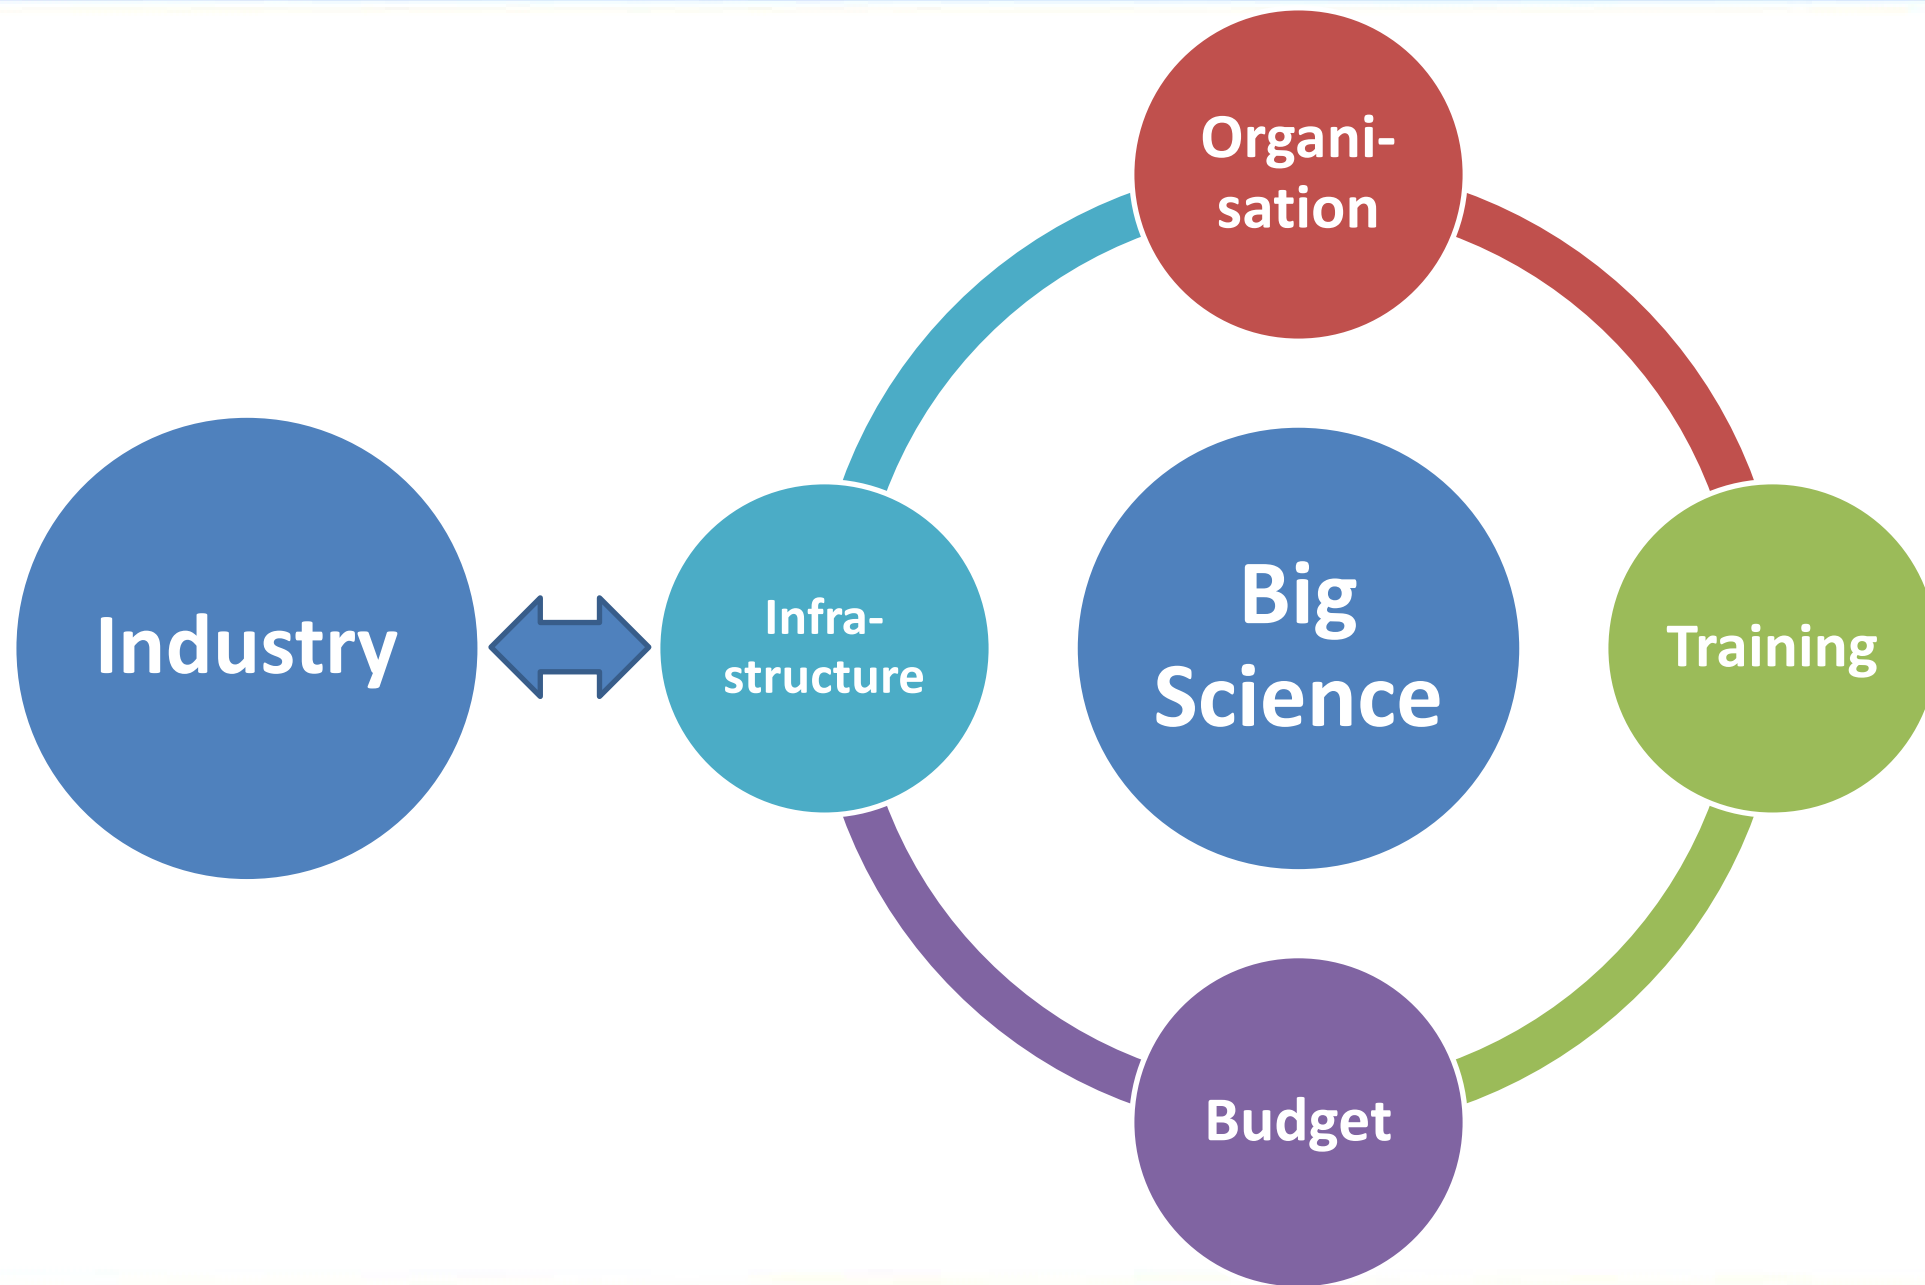 Organi-
sation
Industry
Infra-
structure
Big
Science
Training
Budget